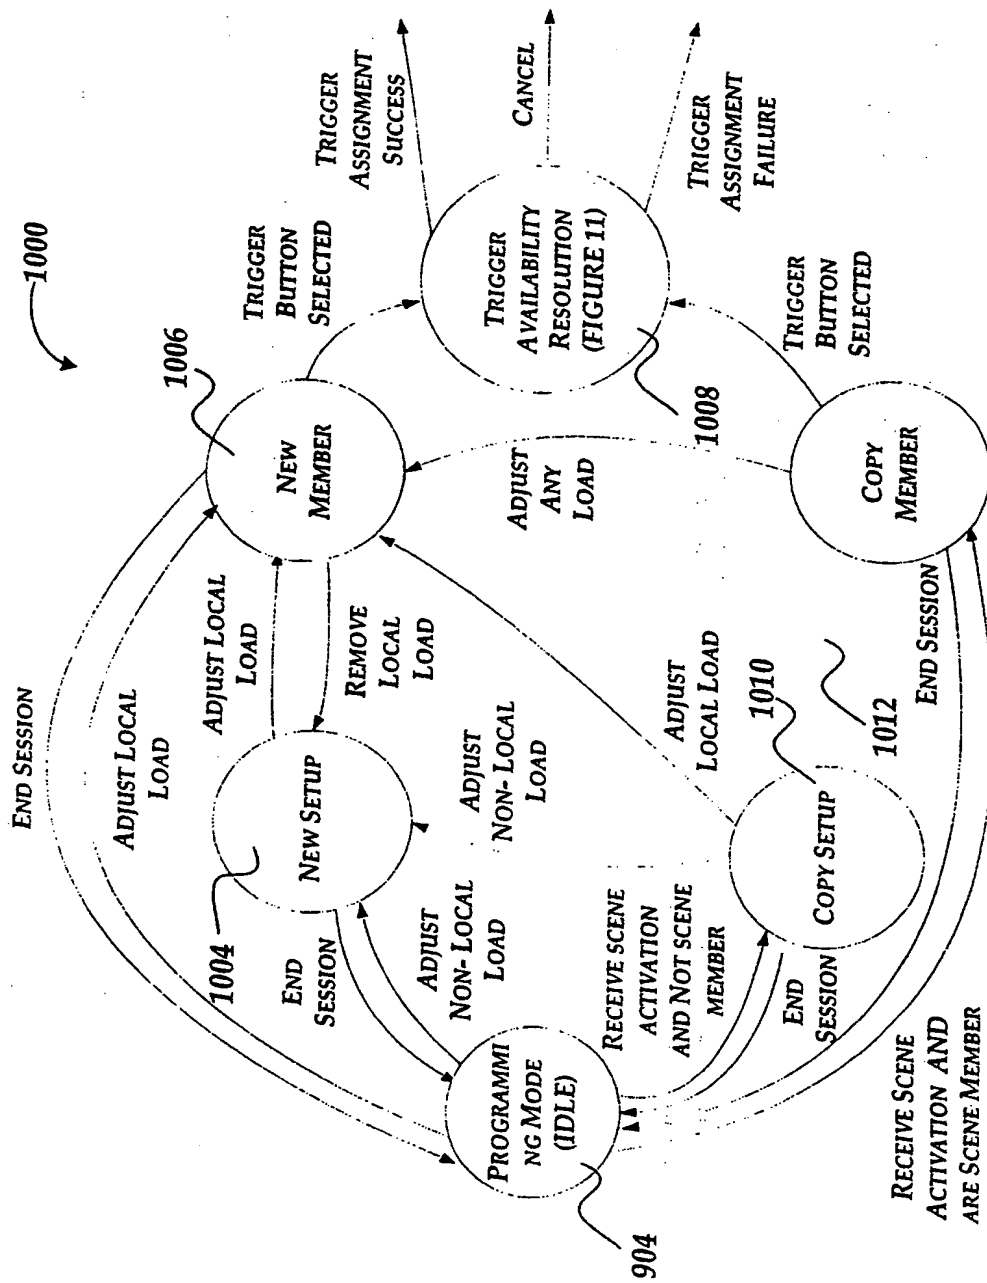 1000
END SESSION
ADJUST LOCAL
LOAD
1006
NEW
MEMBER
TRIGGER
BUTTON
SELECTED
TRIGGER
ASSIGNMENT
SUCCESS
1004
NEW SETUP
ADJUST LOCAL
LOAD
REMOVE
LOCAL
LOAD
END
SESSION
ADJUST
NON- LOCAL
LOAD
ADJUST
NON- LOCAL
LOAD
ADJUST
ANY
LOAD
TRIGGER
AVAILABILITY
RESOLUTION
(FIGURE 11)
1008
CANCEL
904
PROGRAMMI
NG MODE
(IDLE)
RECEIVE SCENE
ACTIVATION
AND NOT SCENE
MEMBER
END
SESSION
1010
COPY SETUP
ADJUST
LOCAL LOAD
1012
COPY
MEMBER
TRIGGER
BUTTON
SELECTED
TRIGGER
ASSIGNMENT
FAILURE
END SESSION
RECEIVE SCENE
ACTIVATION AND
ARE SCENE MEMBER